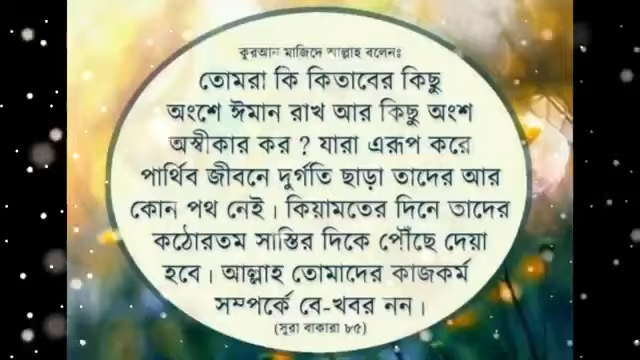 কুরআন মাজিদে আল্লাহ বলেনঃ
তোমরা কি কিতাবের কিছু
অংশে ঈমান রাখ আর কিছু অংশ
অস্বীকার কর ? যারা এরূপ করে
পার্থিব জীবনে দুর্গতি ছাড়া তাদের আর
কোন পথ নেই। কিয়ামতের দিনে তাদের
কঠোরতম সাস্তির দিকে পৌঁছে দেয়া
হবে। আল্লাহ তোমাদের কাজকর্ম
সম্পর্কে বে-খবর নন।
(সুরা বাকারা ৮৫)